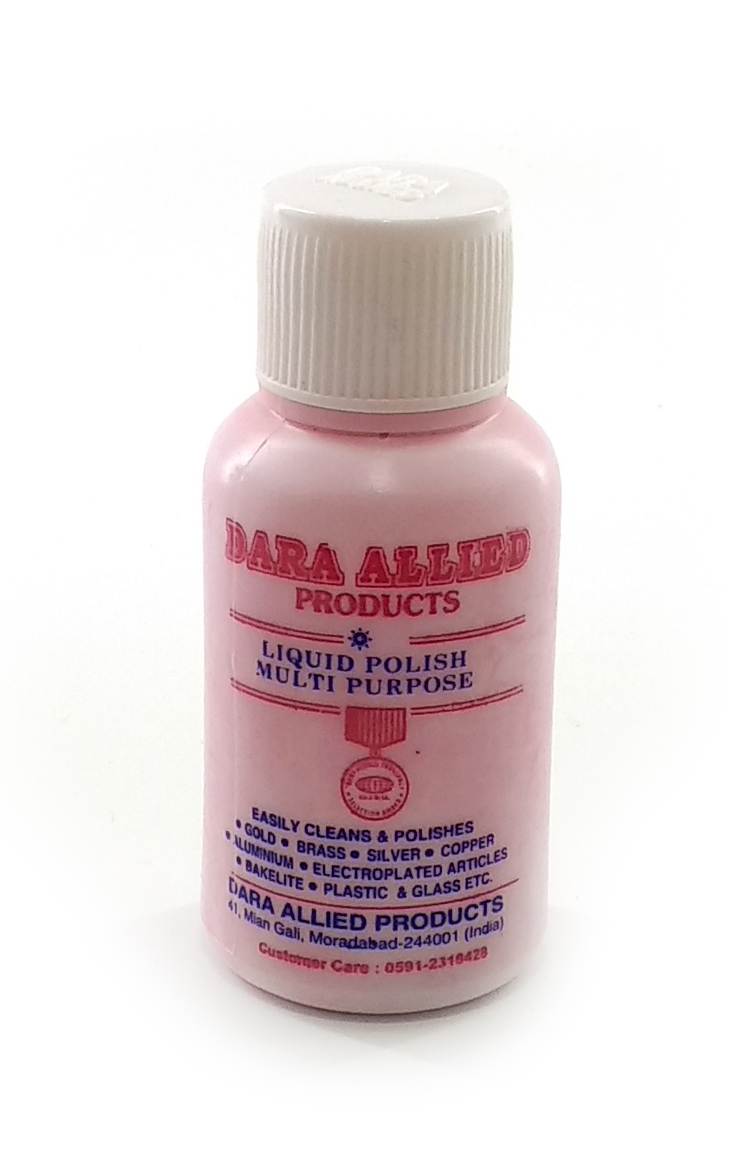 DARA ALLIED
PRODUCTS
LIQUID POLISH
MULTI PURPOSE
EASILY CLEANS & POLISHES
• GOLD • BRASS • SILVER • COPPER
• ALUMINIUM • ELECTROPLATED ARTICLES
• BAKELITE • PLASTIC & GLASS ETC.
DARA ALLIED PRODUCTS
41, Mian Gali, Moradabad-244001 (India)
Customer Care : 0591-2318428